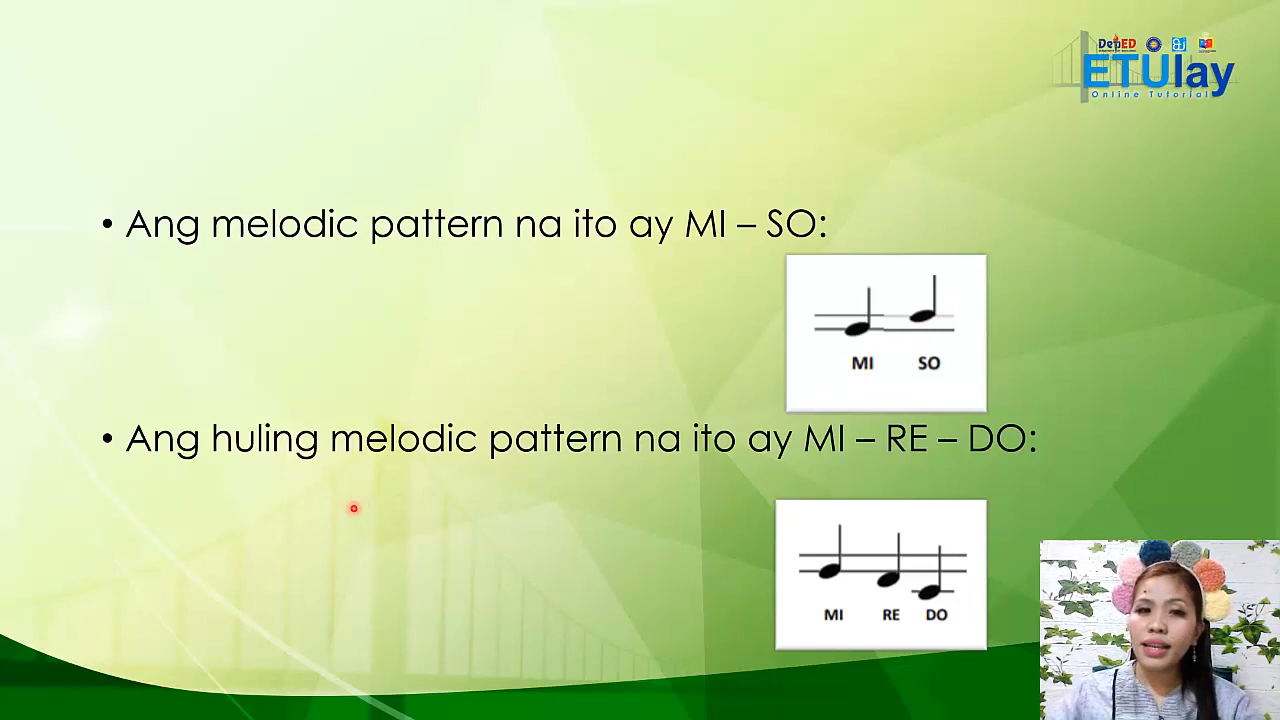 DepED
ETUlay
Online Tutorial
• Ang melodic pattern na ito ay MI – SO:
MI SO
• Ang huling melodic pattern na ito ay MI – RE – DO:
MI RE DO